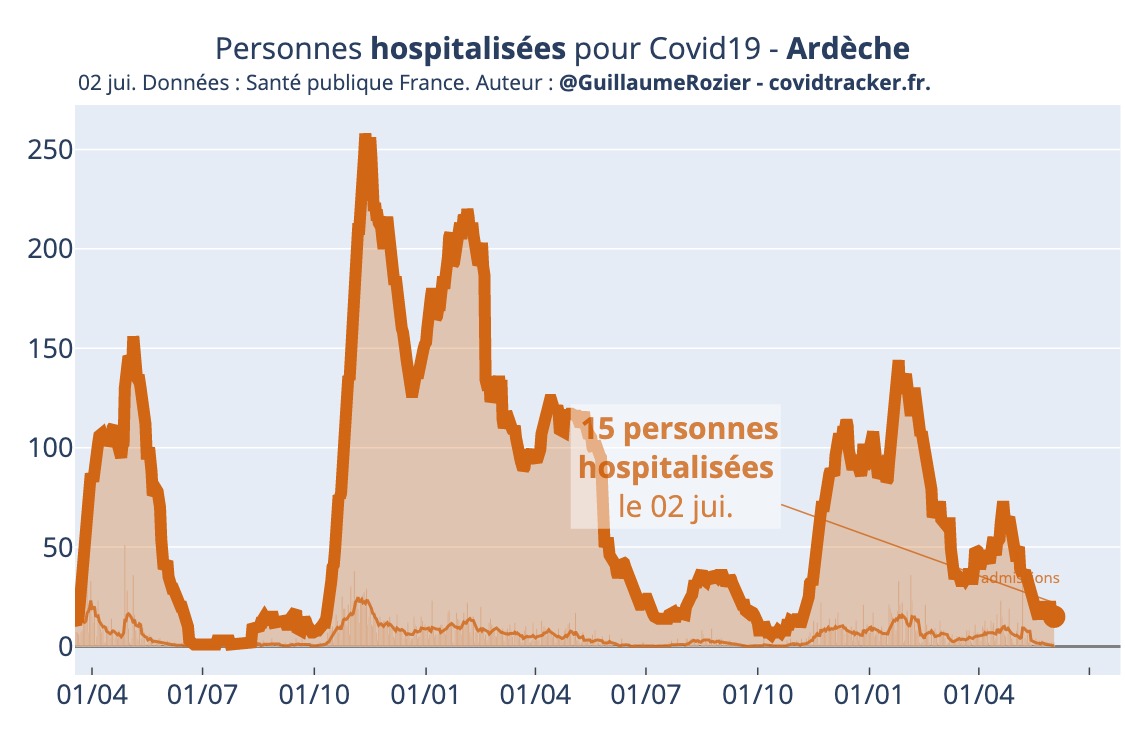 Personnes hospitalisées pour Covid19 - Ardèche
02 jui. Données : Santé publique France. Auteur : @GuillaumeRozier - covidtracker.fr.
250
200
150
100
50
0
15 personnes
hospitalisées
le 02 jui.
admissions
01/04 01/07 01/10 01/01 01/04 01/07 01/10 01/01 01/04